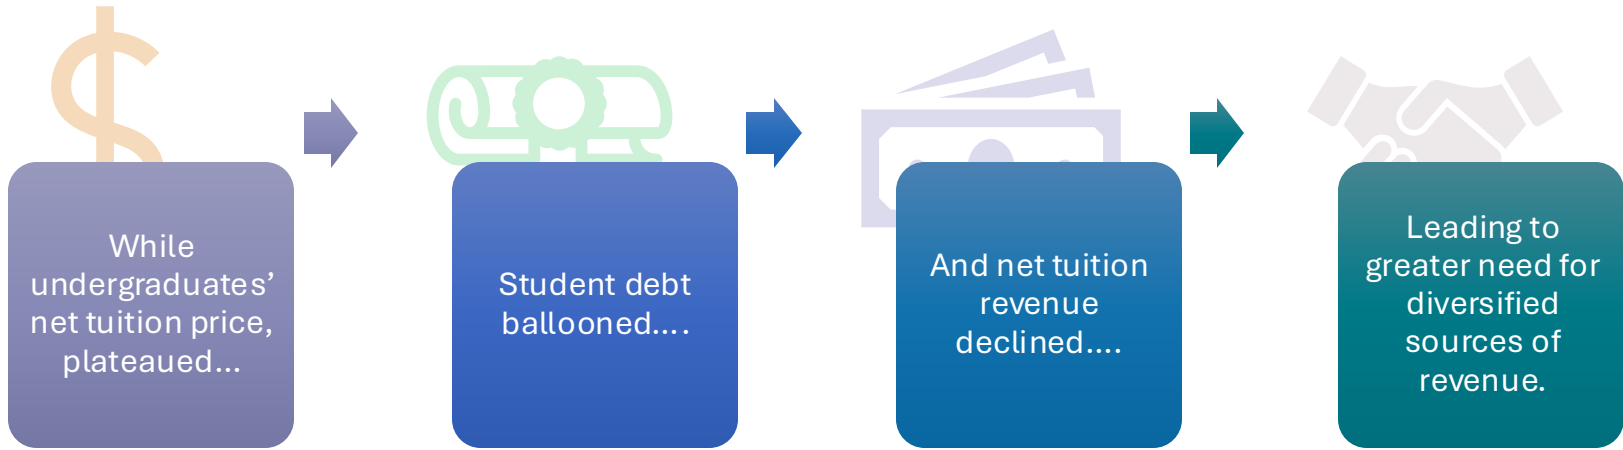 While
undergraduates’
net tuition price,
plateaued...
Student debt
ballooned....
And net tuition
revenue
declined....
Leading to
greater need for
diversified
sources of
revenue.